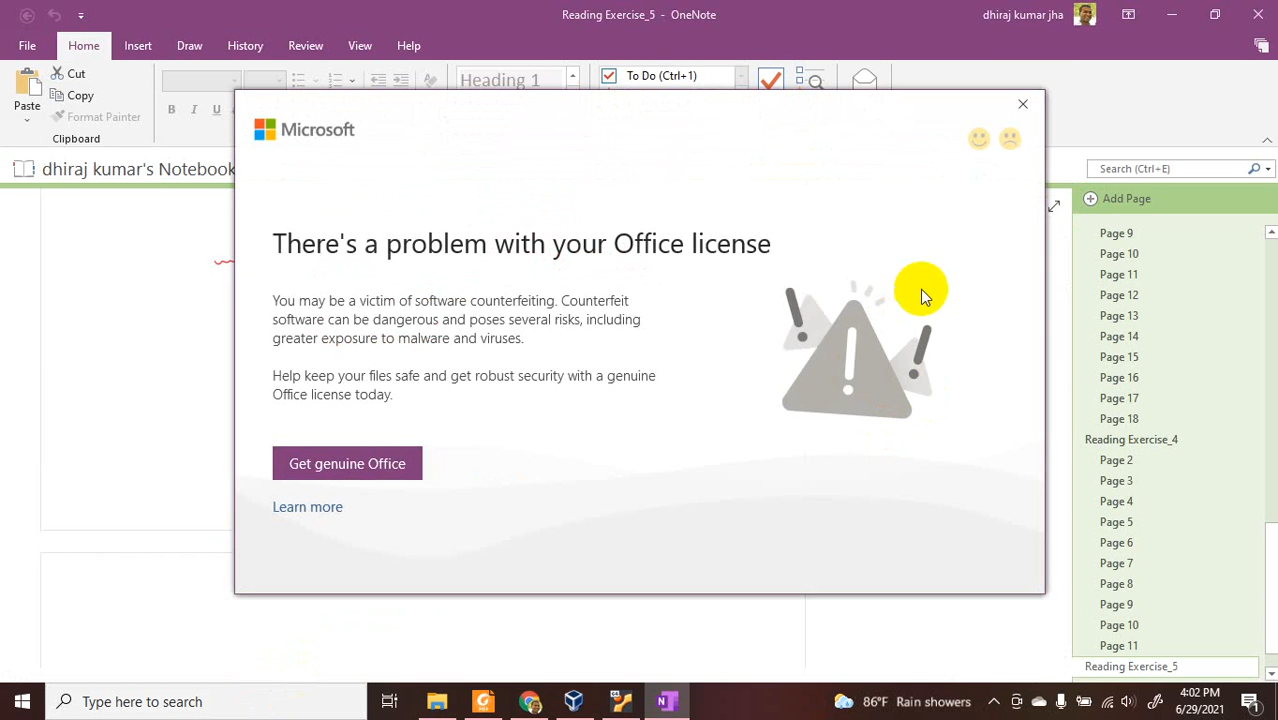 Reading Exercise_5 - OneNote
dhiraj kumar jha
File Home Insert Draw History Review View Help
Paste
Cut
Copy
Format Painter
Clipboard
B I U
Heading 1
To Do (Ctrl+1)
dhiraj kumar's Notebook
Search (Ctrl+E)
Microsoft
There's a problem with your Office license
You may be a victim of software counterfeiting. Counterfeit
software can be dangerous and poses several risks, including
greater exposure to malware and viruses.
Help keep your files safe and get robust security with a genuine
Office license today.
Get genuine Office
Learn more
Add Page
Page 9
Page 10
Page 11
Page 12
Page 13
Page 14
Page 15
Page 16
Page 17
Page 18
Reading Exercise_4
Page 2
Page 3
Page 4
Page 5
Page 6
Page 7
Page 8
Page 9
Page 10
Page 11
Reading Exercise_5
Type here to search
86°F Rain showers
4:02 PM
6/29/2021
1